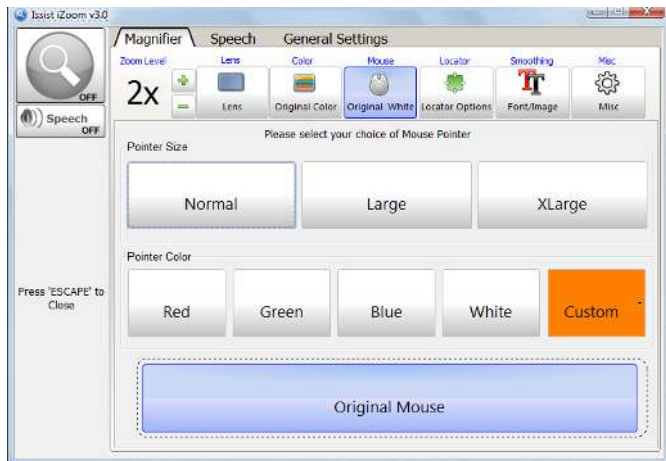 Issist iZoom v3.0
Magnifier Speech General Settings
Zoom Level Lens Color Mouse Locator Smoothing Misc
2x
Lens Original Color Original White Locator Options Font/Image Misc
OFF
Speech
OFF
Please select your choice of Mouse Pointer
Pointer Size
Normal Large XLarge
Pointer Color
Press 'ESCAPE' to
Close
Red Green Blue White Custom
Original Mouse